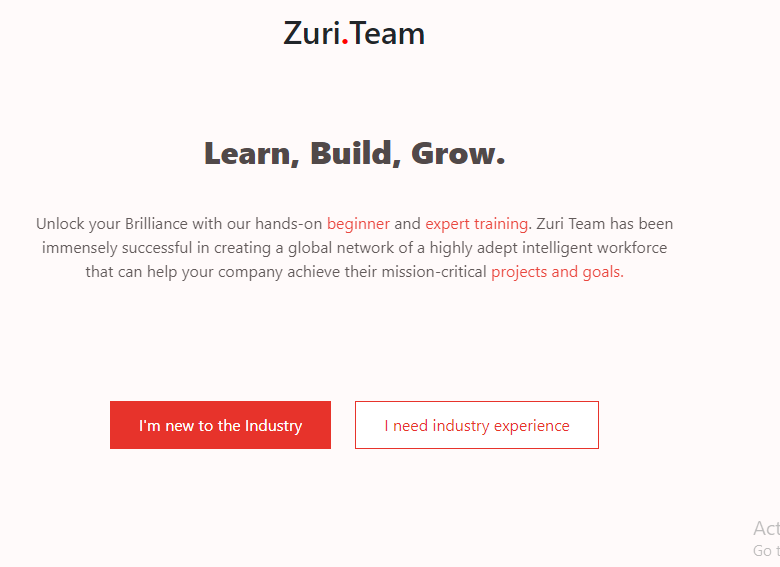 Zuri.Team
Learn, Build, Grow.
Unlock your Brilliance with our hands-on beginner and expert training. Zuri Team has been
immensely successful in creating a global network of a highly adept intelligent workforce
that can help your company achieve their mission-critical projects and goals.
I'm new to the Industry
I need industry experience
Act
Go t